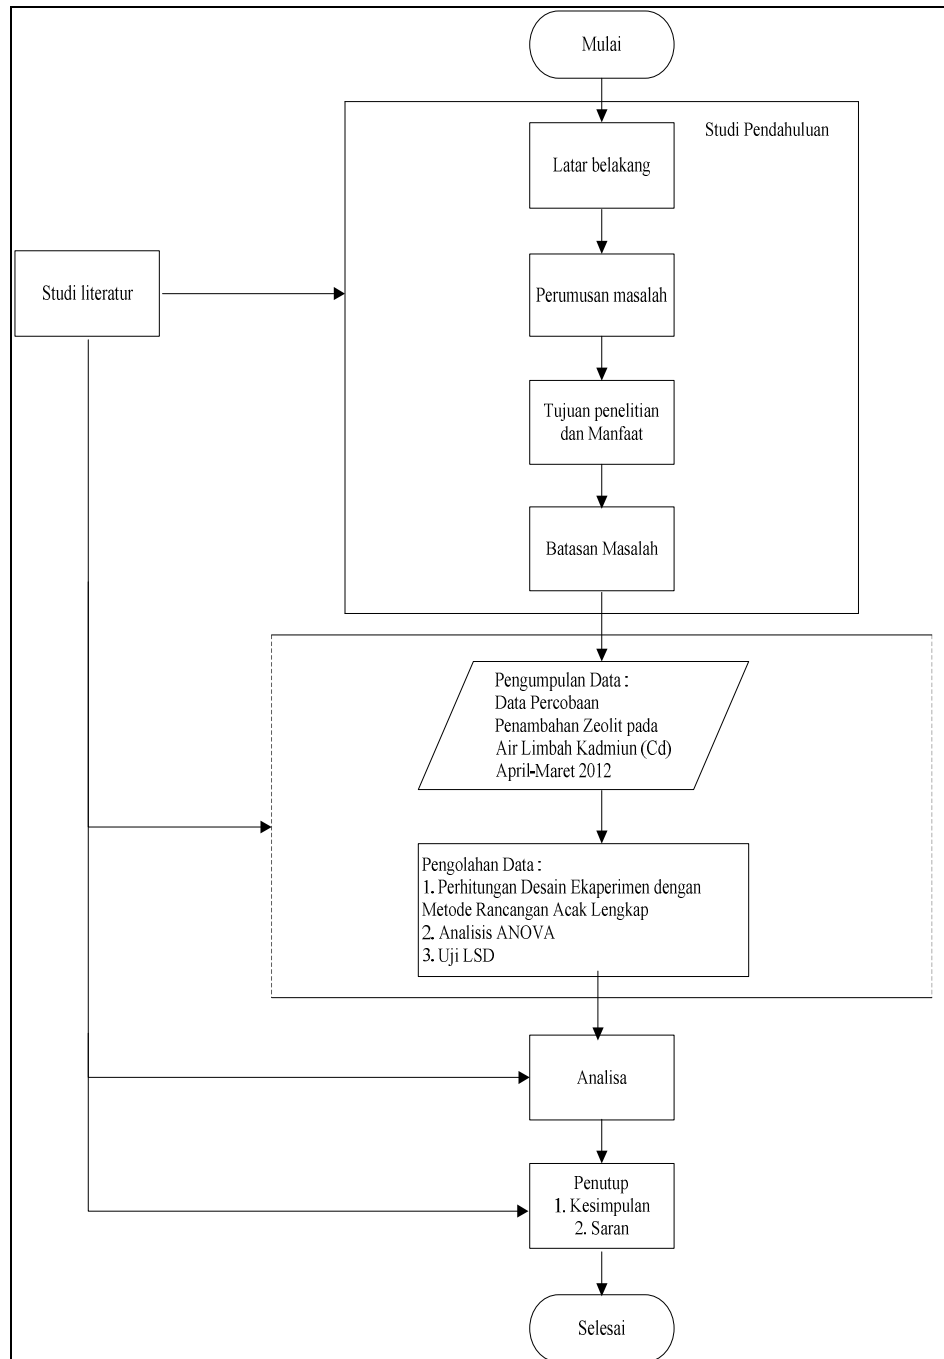 Mulai
Studi Pendahuluan
Latar belakang
Studi literatur
Perumusan masalah
Tujuan penelitian
dan Manfaat
Batasan Masalah
Pengumpulan Data :
Data Percobaan
Penambahan Zeolit pada
Air Limbah Kadmiun (Cd)
April-Maret 2012
Pengolahan Data :
1. Perhitungan Desain Ekaperimen dengan
Metode Rancangan Acak Lengkap
2. Analisis ANOVA
3. Uji LSD
Analisa
Penutup
1. Kesimpulan
2. Saran
Selesai